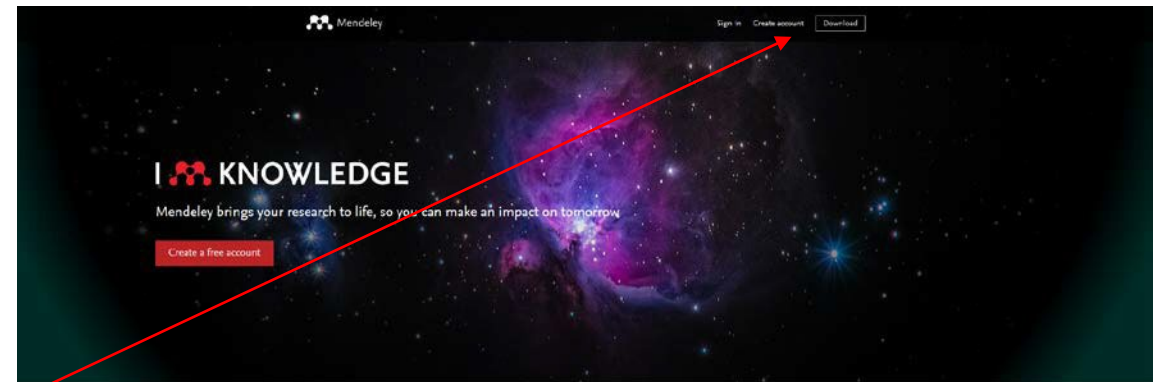 Mendeley
Sign in Create account Download
I KNOWLEDGE
Mendeley brings your research to life, so you can make an impact on tomorrow
Create a free account